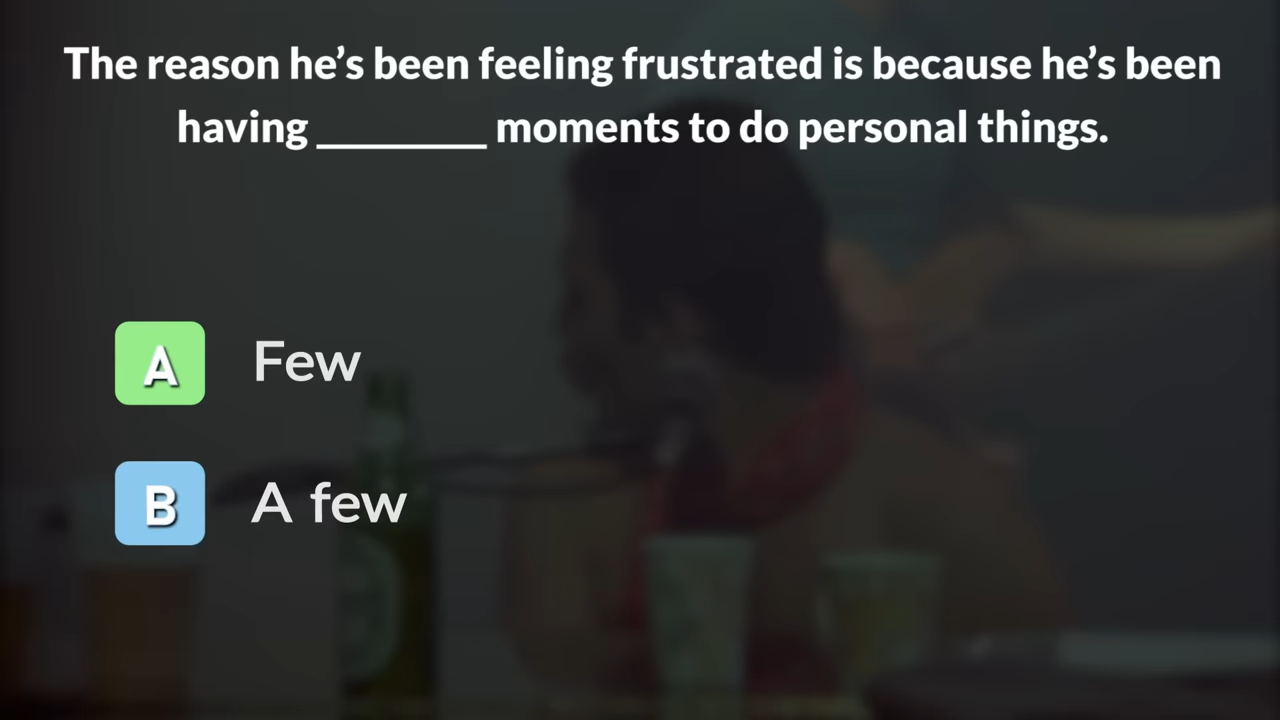 The reason he’s been feeling frustrated is because he’s been
having ________ moments to do personal things.
A Few
B A few